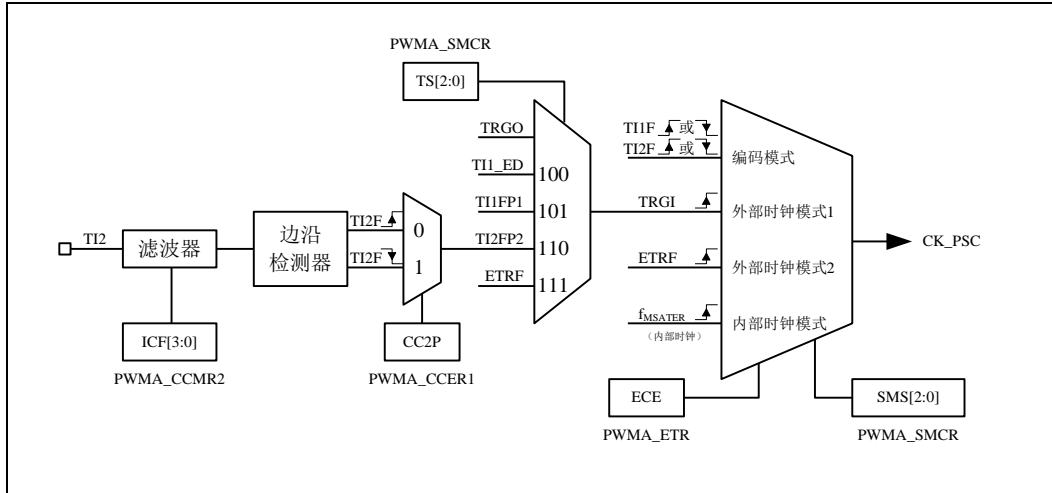 PWMA_SMCR
TS[2:0]
TRGO
TI1_ED
100
TI1FP1
101
TI2FP2
110
ETRF
111
TI2
滤波器
边沿
检测器
TI2F
0
TI2F
1
ICF[3:0]
PWMA_CCMR2
CC2P
PWMA_CCER1
TI1F 或
TI2F 或
编码模式
TRGI
外部时钟模式1
ETRF
外部时钟模式2
fMSATER
(内部时钟)
内部时钟模式
CK_PSC
ECE
PWMA_ETR
SMS[2:0]
PWMA_SMCR